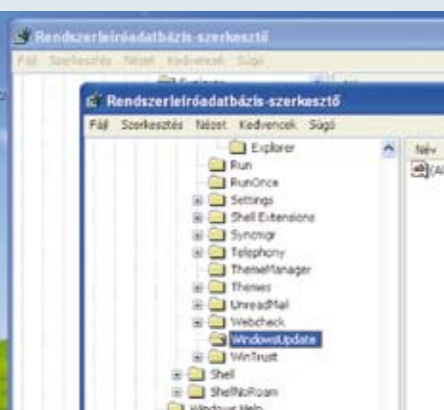 Rendszerleíróadatbázis-szerkesztő
Fájl Szerkesztés Nézet Kedvencek Súgó
Rendszerleíróadatbázis-szerkesztő
Fájl Szerkesztés Nézet Kedvencek Súgó
Név
Explorer
Run
RunOnce
Settings
Shell Extensions
Syncmgr
Telephony
ThemeManager
Themes
UnreadMail
Webcheck
WindowsUpdate
WinTrust
Shell
ShellNoRoam
Windows Help